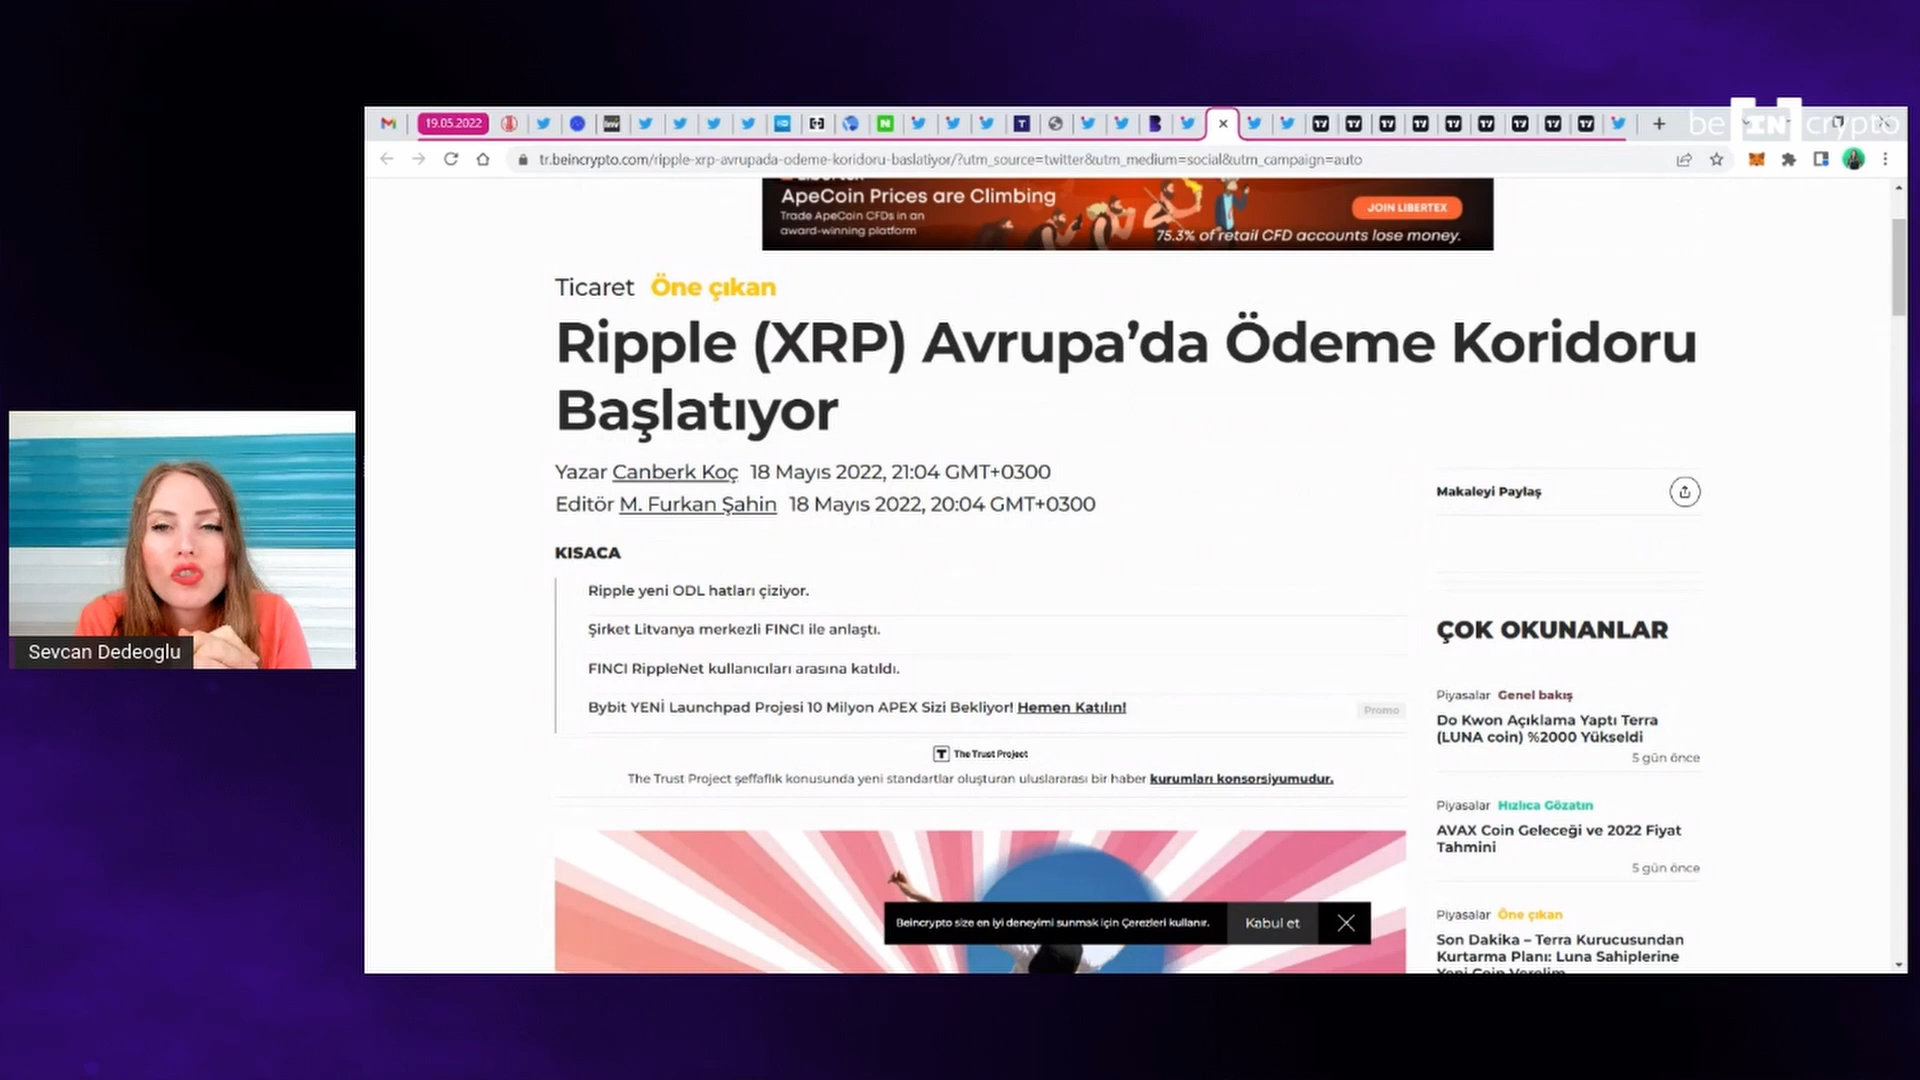 19.05.2022
be IN crypto
tr.beincrypto.com/ripple-xrp-avrupada-odeme-koridoru-baslatiyor/?utm_source=twitter&utm_medium=social&utm_campaign=auto
ApeCoin Prices are Climbing
Trade ApeCoin CFDs in an
award-winning platform
JOIN LIBERTEX
75.3% of retail CFD accounts lose money.
Ticaret Öne çıkan
Ripple (XRP) Avrupa’da Ödeme Koridoru
Başlatıyor
Yazar Canberk Koç 18 Mayıs 2022, 21:04 GMT+0300
Editör M. Furkan Şahin 18 Mayıs 2022, 20:04 GMT+0300
KISACA
Ripple yeni ODL hatları çiziyor.
Şirket Litvanya merkezli FINCI ile anlaştı.
FINCI RippleNet kullanıcıları arasına katıldı.
Bybit YENİ Launchpad Projesi 10 Milyon APEX Sizi Bekliyor! Hemen Katılın!
Promo
The Trust Project
The Trust Project şeffaflık konusunda yeni standartlar oluşturan uluslararası bir haber kurumları konsorsiyumudur.
Makaleyi Paylaş
ÇOK OKUNANLAR
Piyasalar Genel bakış
Do Kwon Açıklama Yaptı Terra
(LUNA coin) %2000 Yükseldi
5 gün önce
Piyasalar Hızlıca Gözatın
AVAX Coin Geleceği ve 2022 Fiyat
Tahmini
5 gün önce
Piyasalar Öne çıkan
Son Dakika – Terra Kurucusundan
Kurtarma Planı: Luna Sahiplerine
Yeni Coin Verelim
Beincrypto size en iyi deneyimi sunmak için Çerezleri kullanır.
Kabul et
Sevcan Dedeoglu